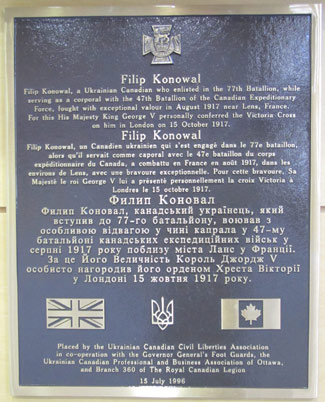 Filip Konowal
Filip Konowal, a Ukrainian Canadian who enlisted in the 77th Batallion, while
serving as a corporal with the 47th Batallion of the Canadian Expeditionary
Force, fought with exceptional valour in August 1917 near Lens, France.
For this His Majesty King George V personally conferred the Victoria Cross
on him in London on 15 October 1917.
Filip Konowal
Filip Konowal, un Canadien ukrainien qui s'est engagé dans le 77e bataillon,
alors qu'il servait comme caporal avec le 47e bataillon du corps
expéditionnaire du Canada, a combattu en France en août 1917, dans les
environs de Lens, avec une bravoure exceptionnelle. Pour cette bravoure, Sa
Majesté le roi George V lui a présenté personnellement la croix Victoria à
Londres le 15 octobre 1917.
Филип Коновал
Филип Коновал, канадський українець, який
вступив до 77-го батальйону, воював з
особливою відвагою у чині капрала у 47-му
батальйоні канадських експедиційних військ у
серпні 1917 року поблизу міста Ланс у Франції.
За це Його Величність Король Джордж V
особисто нагородив його орденом Хреста Вікторії
у Лондоні 15 жовтня 1917 року.
Placed by the Ukrainian Canadian Civil Liberties Association
in co-operation with the Governor General's Foot Guards, the
Ukrainian Canadian Professional and Business Association of Ottawa,
and Branch 360 of The Royal Canadian Legion
15 July 1996